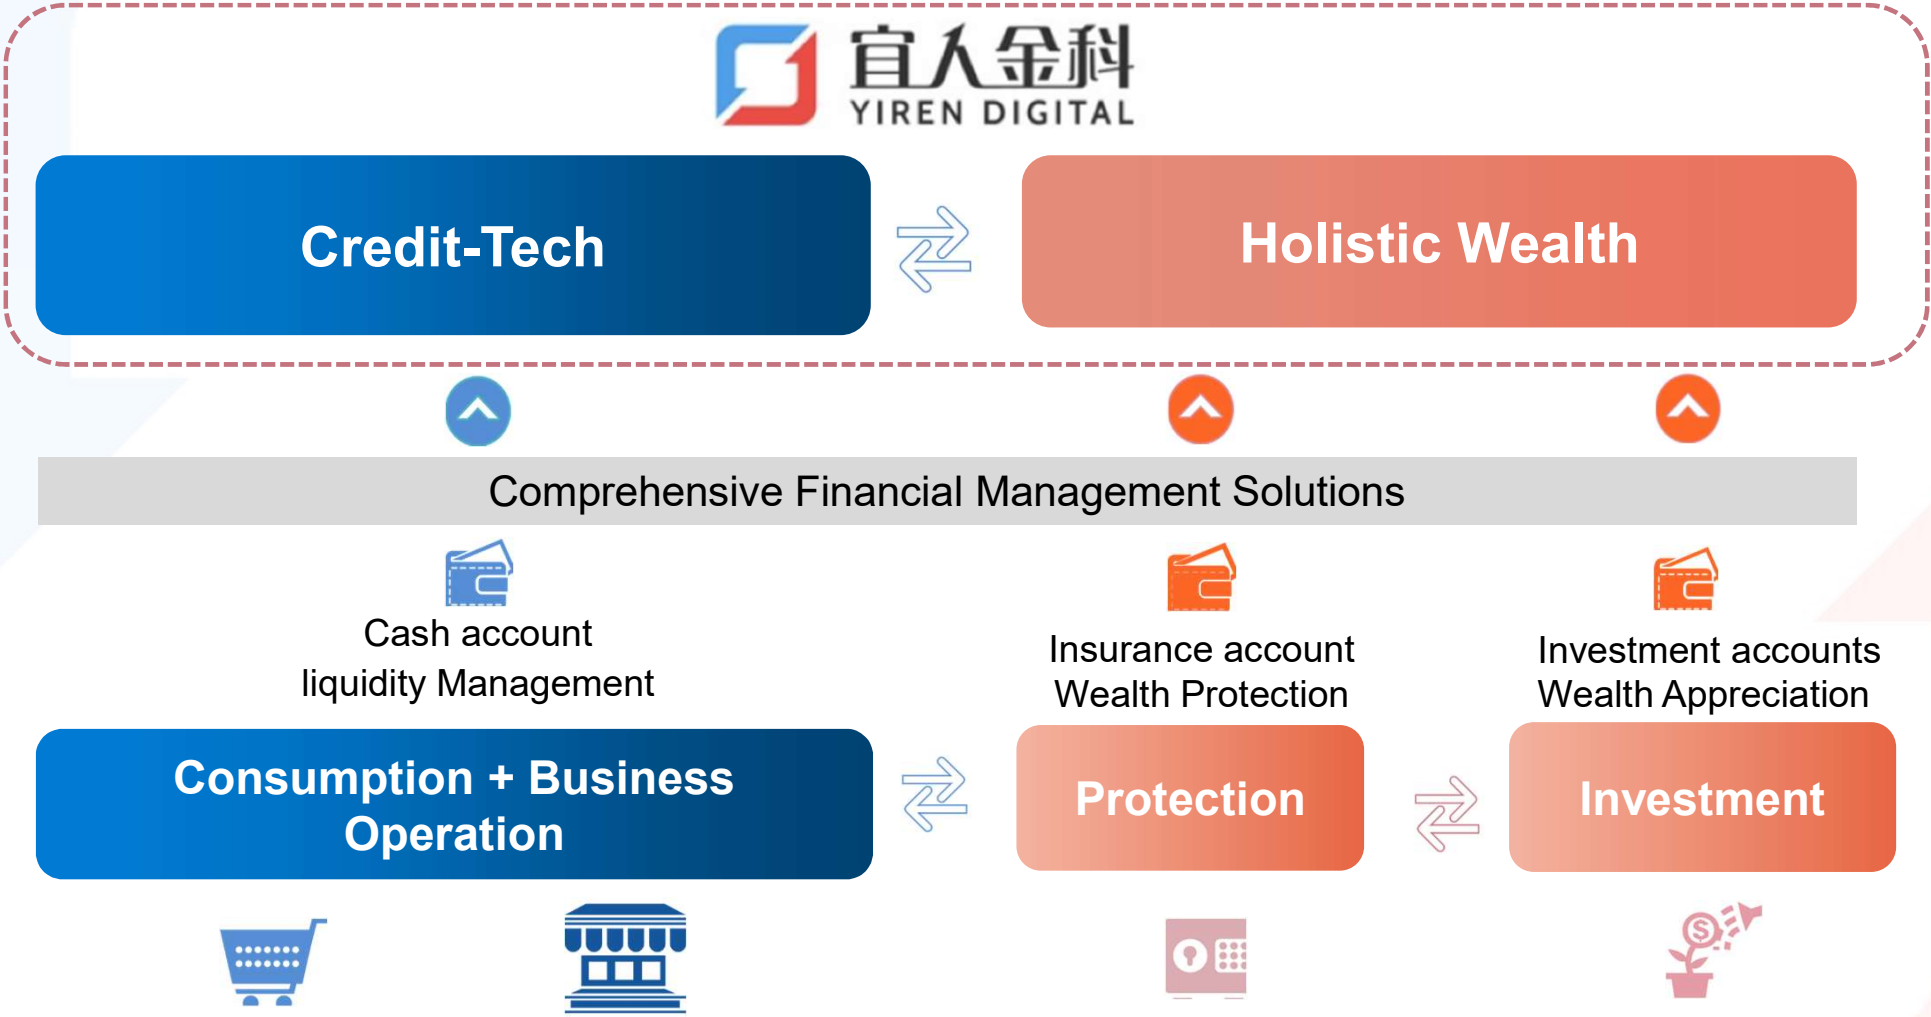 宜人金科
YIREN DIGITAL
Credit-Tech
Holistic Wealth
Comprehensive Financial Management Solutions
Cash account
liquidity Management
Insurance account
Wealth Protection
Investment accounts
Wealth Appreciation
Consumption + Business
Operation
Protection
Investment
$